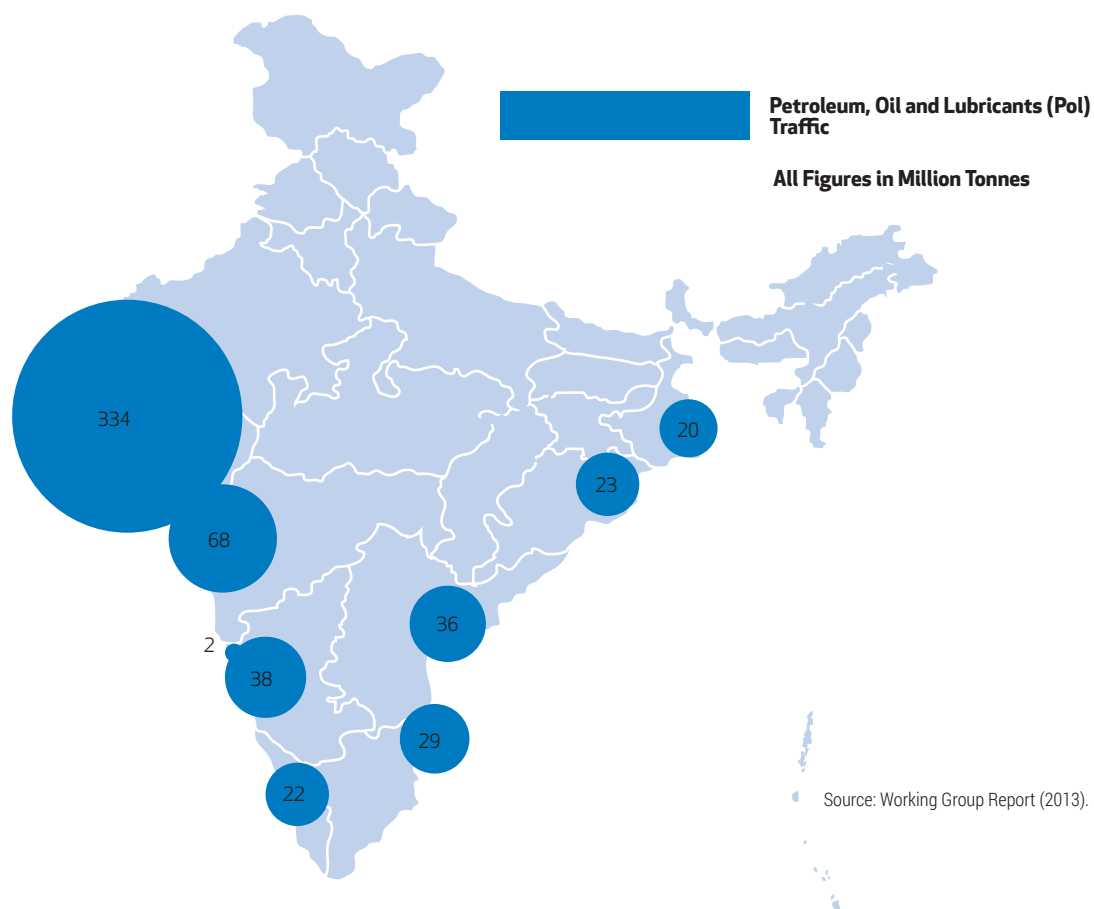 Petroleum, Oil and Lubricants (Pol)
Traffic
All Figures in Million Tonnes
334
20
23
68
36
2
38
29
22
Source: Working Group Report (2013).